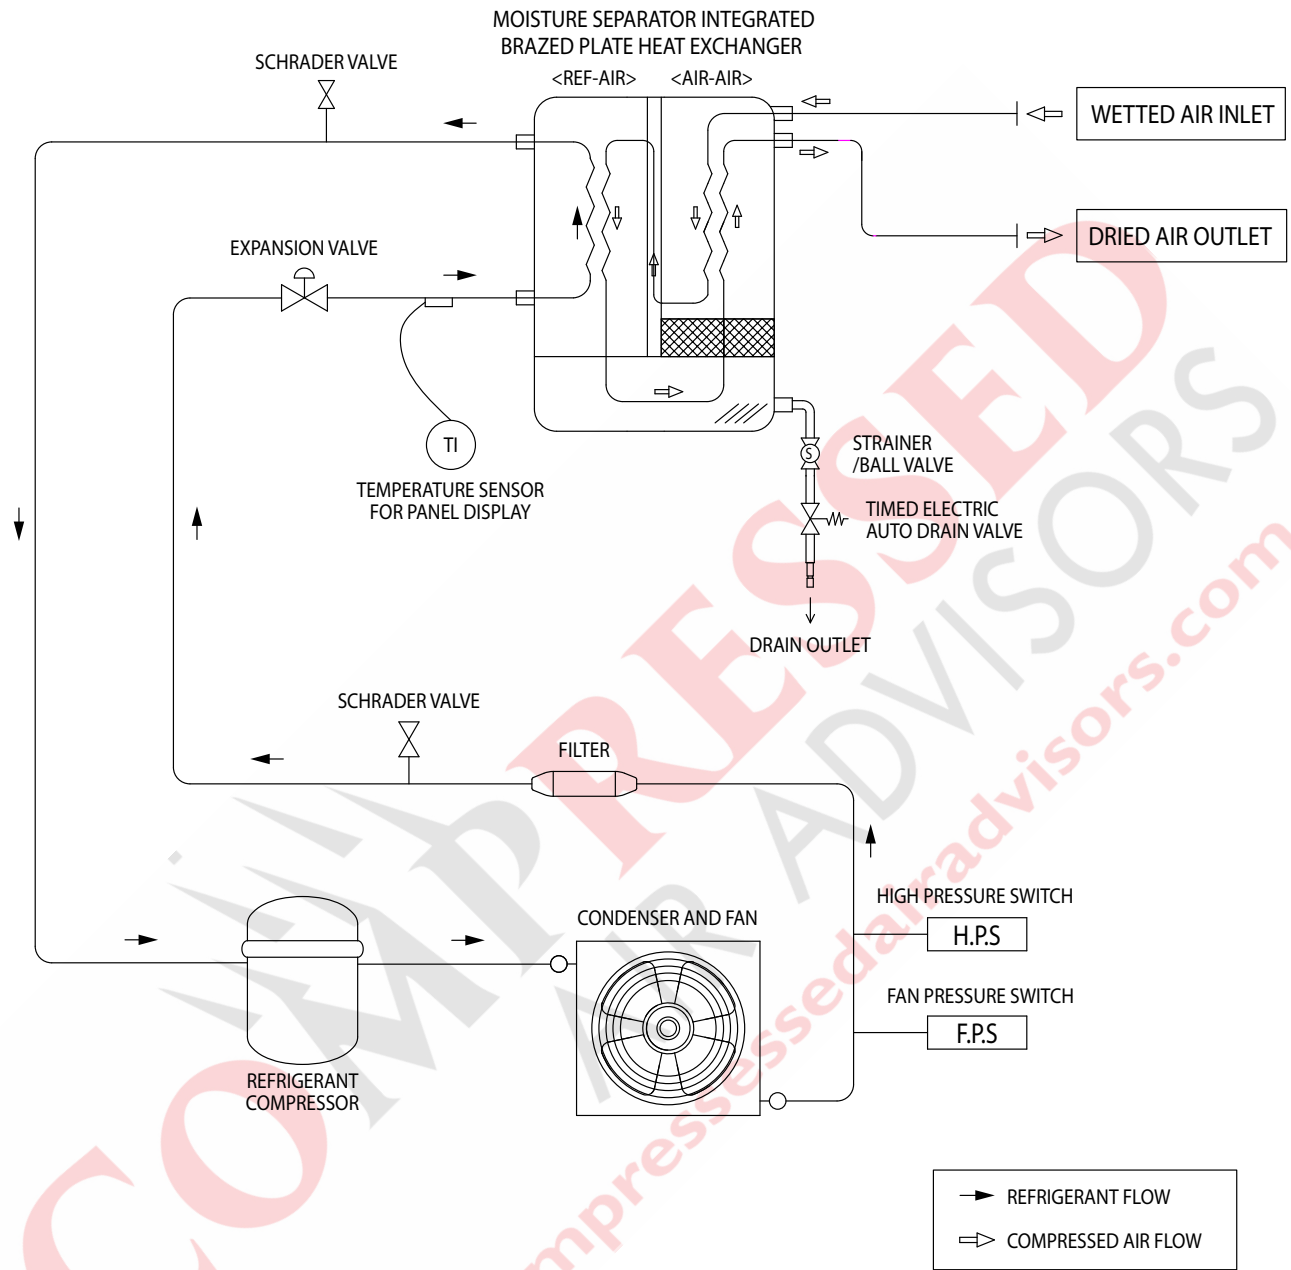 MOISTURE SEPARATOR INTEGRATED
BRAZED PLATE HEAT EXCHANGER
<REF-AIR>
<AIR-AIR>
SCHRADER VALVE
WETTED AIR INLET
DRIED AIR OUTLET
EXPANSION VALVE
TI
TEMPERATURE SENSOR
FOR PANEL DISPLAY
S
STRAINER
/BALL VALVE
TIMED ELECTRIC
AUTO DRAIN VALVE
DRAIN OUTLET
SCHRADER VALVE
FILTER
HIGH PRESSURE SWITCH
H.P.S
FAN PRESSURE SWITCH
F.P.S
CONDENSER AND FAN
REFRIGERANT
COMPRESSOR
REFRIGERANT FLOW
COMPRESSED AIR FLOW
COMPRESSED
AIR ADVISORS
mpressedairadvisors.com